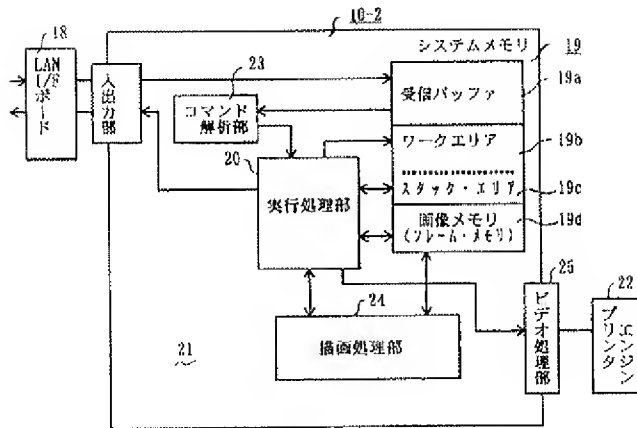 10-2
18
LAN
I/Fボード
入出力部
23
コマンド
解析部
システムメモリ
19
受信バッファ
19a
ワークエリア
19b
スタック・エリア
19c
画像メモリ
(フレーム・メモリ)
19d
20
実行処理部
24
描画処理部
21
25
ビデオ処理部
22
プリンタ
エンジン